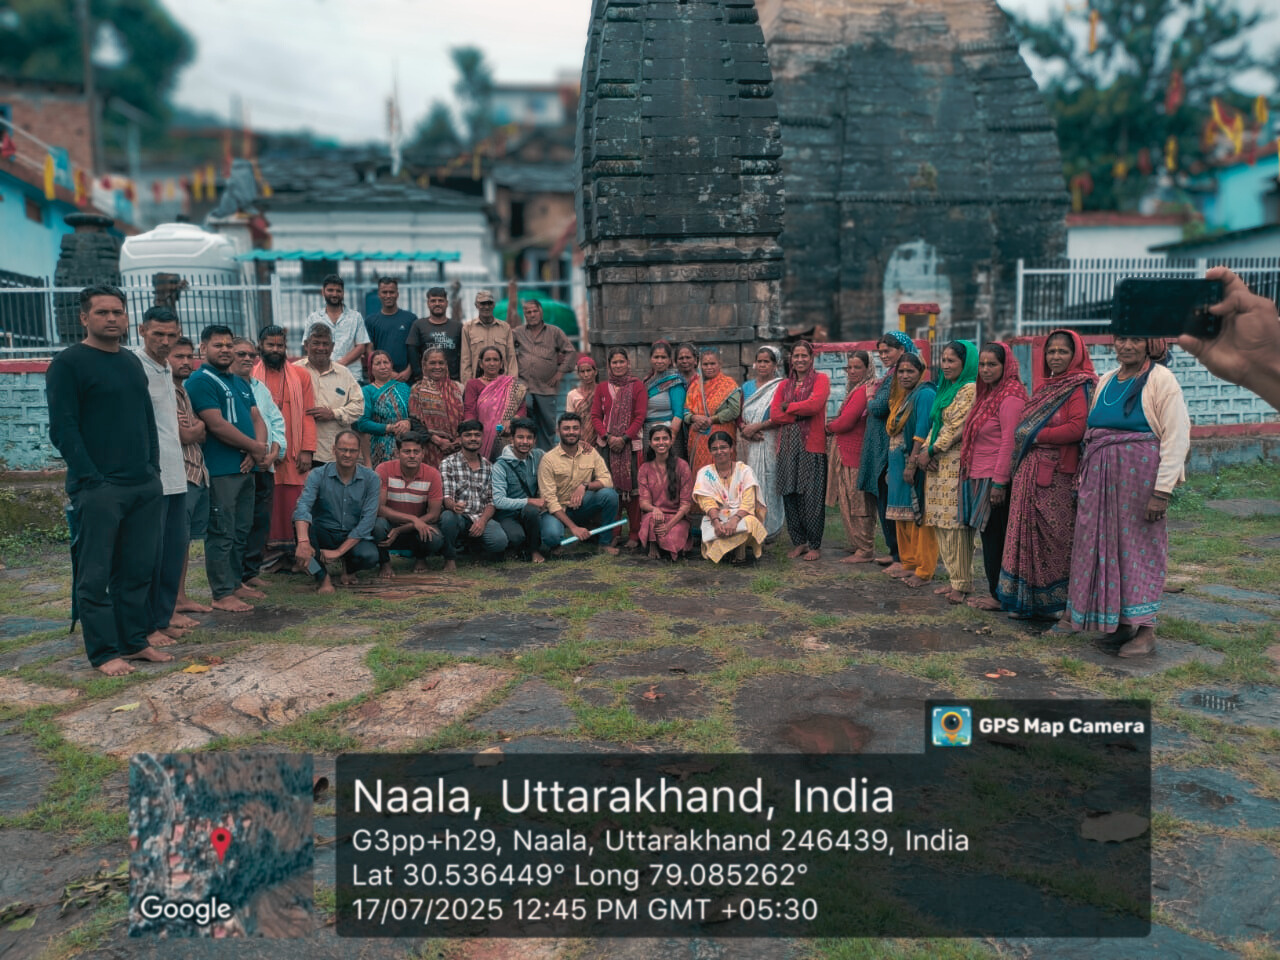 GPS Map Camera
Naala, Uttarakhand, India
G3pp+h29, Naala, Uttarakhand 246439, India
Lat 30.536449° Long 79.085262°
17/07/2025 12:45 PM GMT +05:30
Google